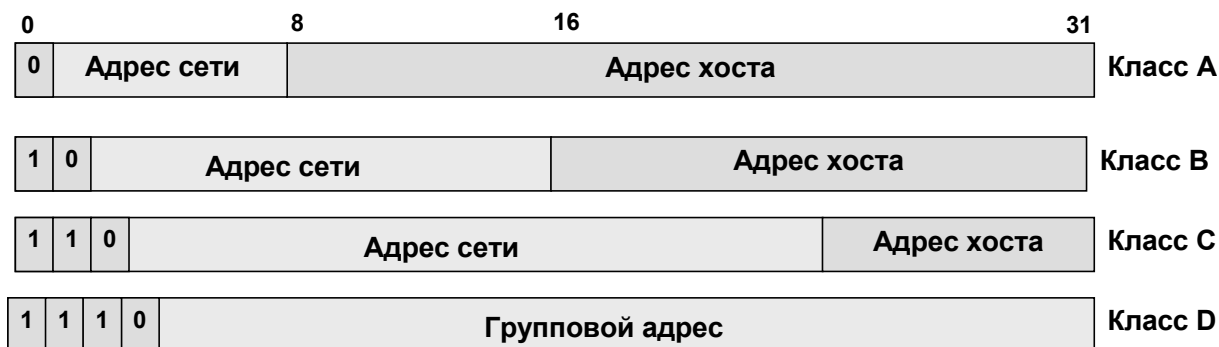 0 8 16 31
0 Адрес сети Адрес хоста Класс A
1 0 Адрес сети Адрес хоста Класс B
1 1 0 Адрес сети Адрес хоста Класс C
1 1 1 0 Групповой адрес Класс D